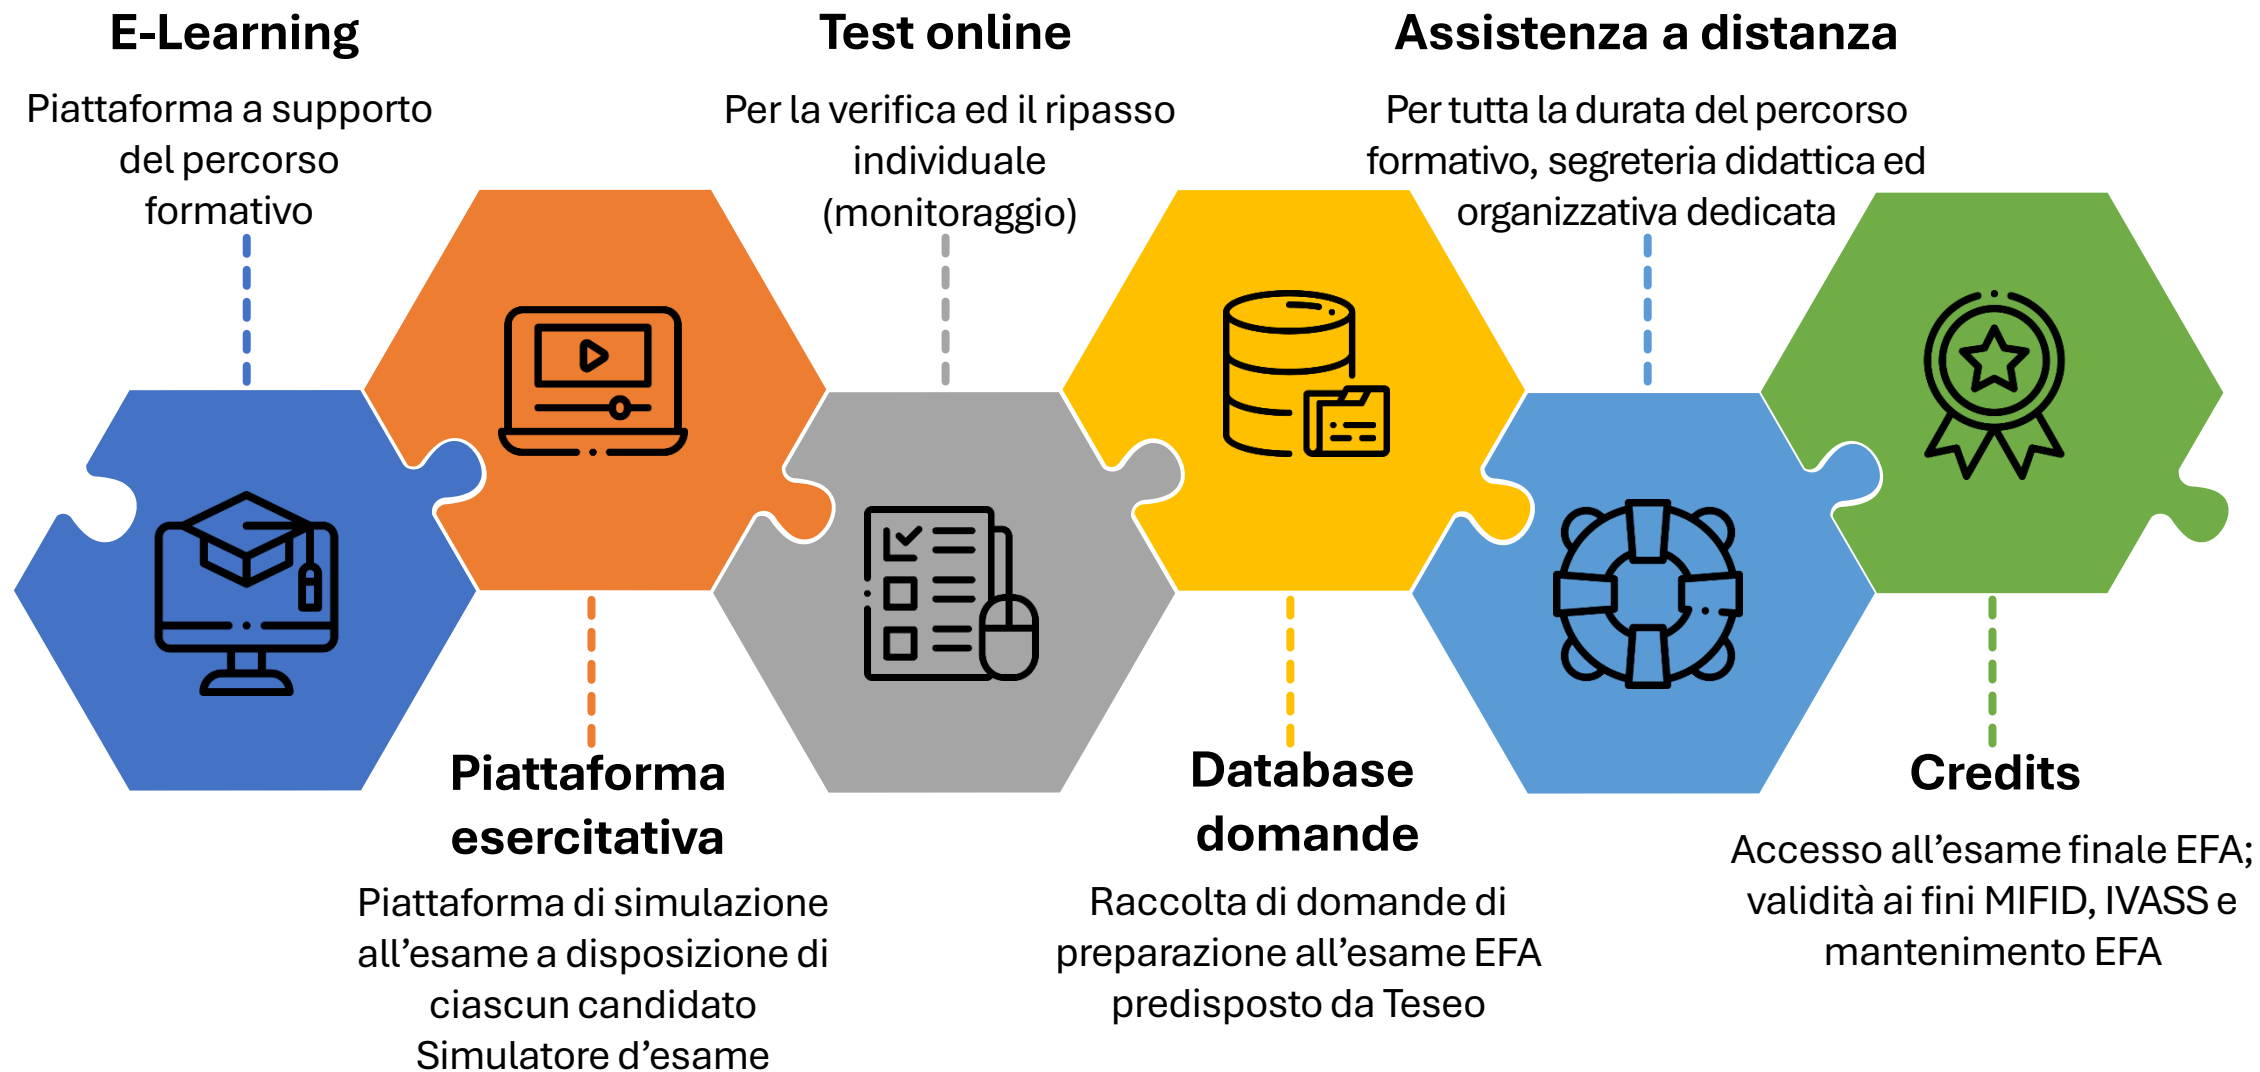 E-Learning
Piattaforma a supporto
del percorso
formativo
Piattaforma
esercitativa
Piattaforma di simulazione
all’esame a disposizione di
ciascun candidato
Simulatore d’esame
Test online
Per la verifica ed il ripasso
individuale
(monitoraggio)
Database
domande
Raccolta di domande di
preparazione all’esame EFA
predisposto da Teseo
Assistenza a distanza
Per tutta la durata del percorso
formativo, segreteria didattica ed
organizzativa dedicata
Credits
Accesso all’esame finale EFA;
validità ai fini MIFID, IVASS e
mantenimento EFA